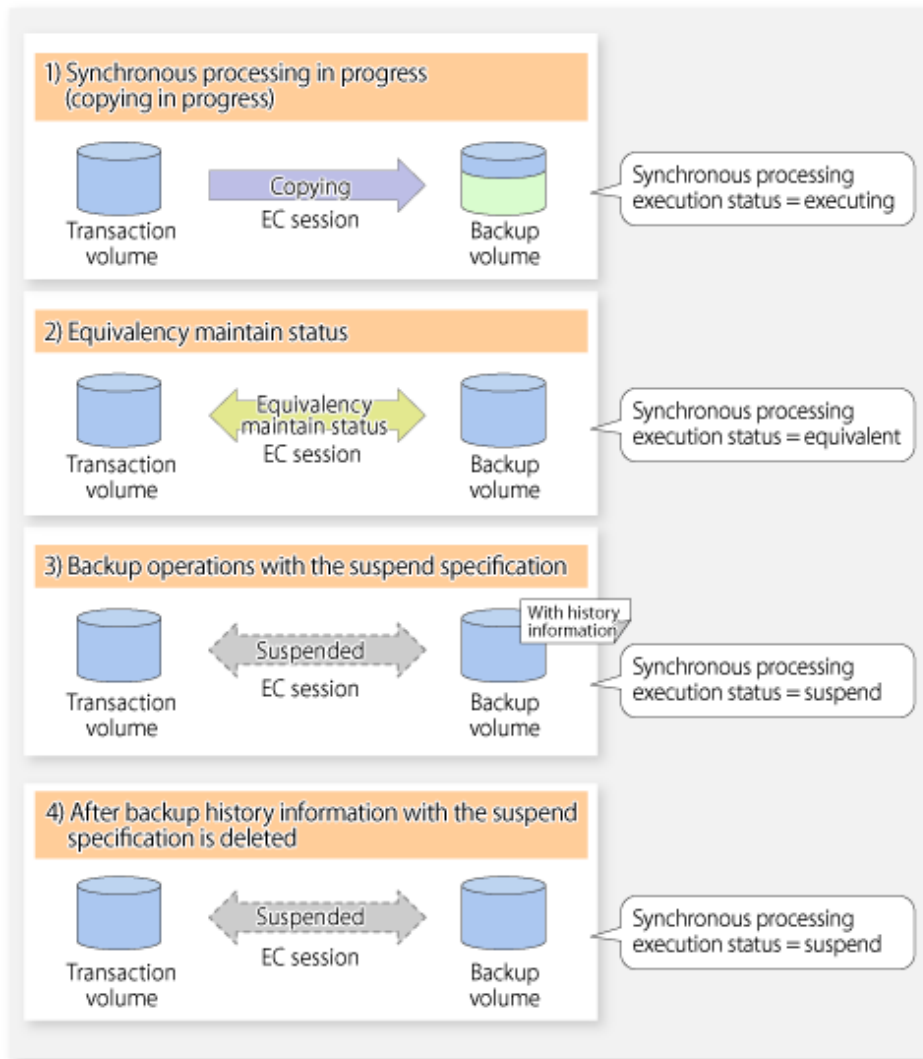 1) Synchronous processing in progress
(copying in progress)
Copying
EC session
Transaction
volume
Backup
volume
Synchronous processing
execution status = executing
2) Equivalency maintain status
Equivalency
maintain status
EC session
Transaction
volume
Backup
volume
Synchronous processing
execution status = equivalent
3) Backup operations with the suspend specification
With history
information
Suspended
EC session
Transaction
volume
Backup
volume
Synchronous processing
execution status = suspend
4) After backup history information with the suspend
specification is deleted
Suspended
EC session
Transaction
volume
Backup
volume
Synchronous processing
execution status = suspend